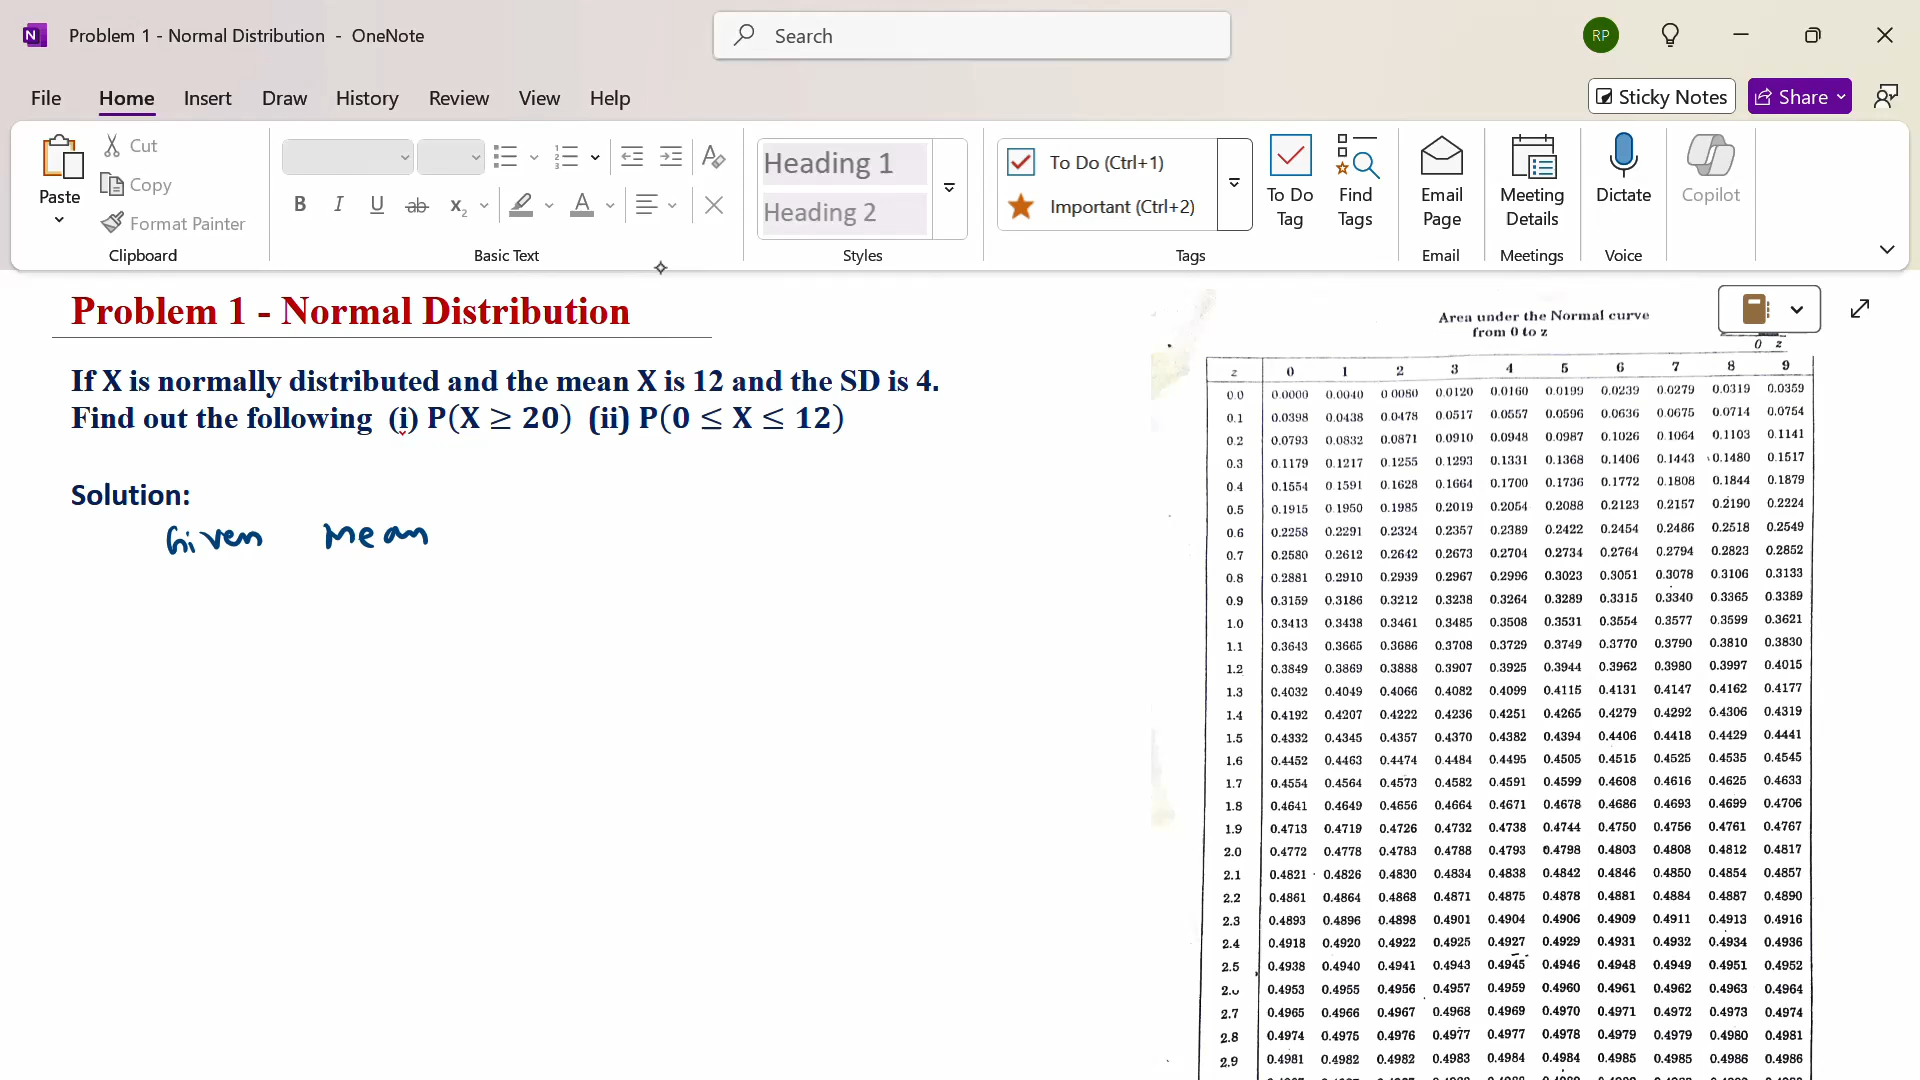 Problem 1 - Normal Distribution - OneNote
Search
RP
File Home Insert Draw History Review View Help
Sticky Notes Share
Paste Cut Copy Format Painter
Clipboard
B I U ab x₂ A
Basic Text
Heading 1
Heading 2
Styles
To Do (Ctrl+1)
Important (Ctrl+2)
To Do Tag
Find Tags
Tags
Email Page
Email
Meeting Details
Meetings
Dictate
Voice
Copilot
Problem 1 - Normal Distribution
If X is normally distributed and the mean X is 12 and the SD is 4.
Find out the following (i) P(X ≥ 20) (ii) P(0 ≤ X ≤ 12)
Solution:
Given Mean
Area under the Normal curve
from 0 to z
0 z
z 0 1 2 3 4 5 6 7 8 9
0.0 0.0000 0.0040 0.0080 0.0120 0.0160 0.0199 0.0239 0.0279 0.0319 0.0359
0.1 0.0398 0.0438 0.0478 0.0517 0.0557 0.0596 0.0636 0.0675 0.0714 0.0754
0.2 0.0793 0.0832 0.0871 0.0910 0.0948 0.0987 0.1026 0.1064 0.1103 0.1141
0.3 0.1179 0.1217 0.1255 0.1293 0.1331 0.1368 0.1406 0.1443 0.1480 0.1517
0.4 0.1554 0.1591 0.1628 0.1664 0.1700 0.1736 0.1772 0.1808 0.1844 0.1879
0.5 0.1915 0.1950 0.1985 0.2019 0.2054 0.2088 0.2123 0.2157 0.2190 0.2224
0.6 0.2258 0.2291 0.2324 0.2357 0.2389 0.2422 0.2454 0.2486 0.2518 0.2549
0.7 0.2580 0.2612 0.2642 0.2673 0.2704 0.2734 0.2764 0.2794 0.2823 0.2852
0.8 0.2881 0.2910 0.2939 0.2967 0.2996 0.3023 0.3051 0.3078 0.3106 0.3133
0.9 0.3159 0.3186 0.3212 0.3238 0.3264 0.3289 0.3315 0.3340 0.3365 0.3389
1.0 0.3413 0.3438 0.3461 0.3485 0.3508 0.3531 0.3554 0.3577 0.3599 0.3621
1.1 0.3643 0.3665 0.3686 0.3708 0.3729 0.3749 0.3770 0.3790 0.3810 0.3830
1.2 0.3849 0.3869 0.3888 0.3907 0.3925 0.3944 0.3962 0.3980 0.3997 0.4015
1.3 0.4032 0.4049 0.4066 0.4082 0.4099 0.4115 0.4131 0.4147 0.4162 0.4177
1.4 0.4192 0.4207 0.4222 0.4236 0.4251 0.4265 0.4279 0.4292 0.4306 0.4319
1.5 0.4332 0.4345 0.4357 0.4370 0.4382 0.4394 0.4406 0.4418 0.4429 0.4441
1.6 0.4452 0.4463 0.4474 0.4484 0.4495 0.4505 0.4515 0.4525 0.4535 0.4545
1.7 0.4554 0.4564 0.4573 0.4582 0.4591 0.4599 0.4608 0.4616 0.4625 0.4633
1.8 0.4641 0.4649 0.4656 0.4664 0.4671 0.4678 0.4686 0.4693 0.4699 0.4706
1.9 0.4713 0.4719 0.4726 0.4732 0.4738 0.4744 0.4750 0.4756 0.4761 0.4767
2.0 0.4772 0.4778 0.4783 0.4788 0.4793 0.4798 0.4803 0.4808 0.4812 0.4817
2.1 0.4821 0.4826 0.4830 0.4834 0.4838 0.4842 0.4846 0.4850 0.4854 0.4857
2.2 0.4861 0.4864 0.4868 0.4871 0.4875 0.4878 0.4881 0.4884 0.4887 0.4890
2.3 0.4893 0.4896 0.4898 0.4901 0.4904 0.4906 0.4909 0.4911 0.4913 0.4916
2.4 0.4918 0.4920 0.4922 0.4925 0.4927 0.4929 0.4931 0.4932 0.4934 0.4936
2.5 0.4938 0.4940 0.4941 0.4943 0.4945 0.4946 0.4948 0.4949 0.4951 0.4952
0.4953 0.4955 0.4956 0.4957 0.4959 0.4960 0.4961 0.4962 0.4963 0.4964
2.7 0.4965 0.4966 0.4967 0.4968 0.4969 0.4970 0.4971 0.4972 0.4973 0.4974
2.8 0.4974 0.4975 0.4976 0.4977 0.4977 0.4978 0.4979 0.4979 0.4980 0.4981
2.9 0.4981 0.4982 0.4982 0.4983 0.4984 0.4984 0.4985 0.4985 0.4986 0.4986